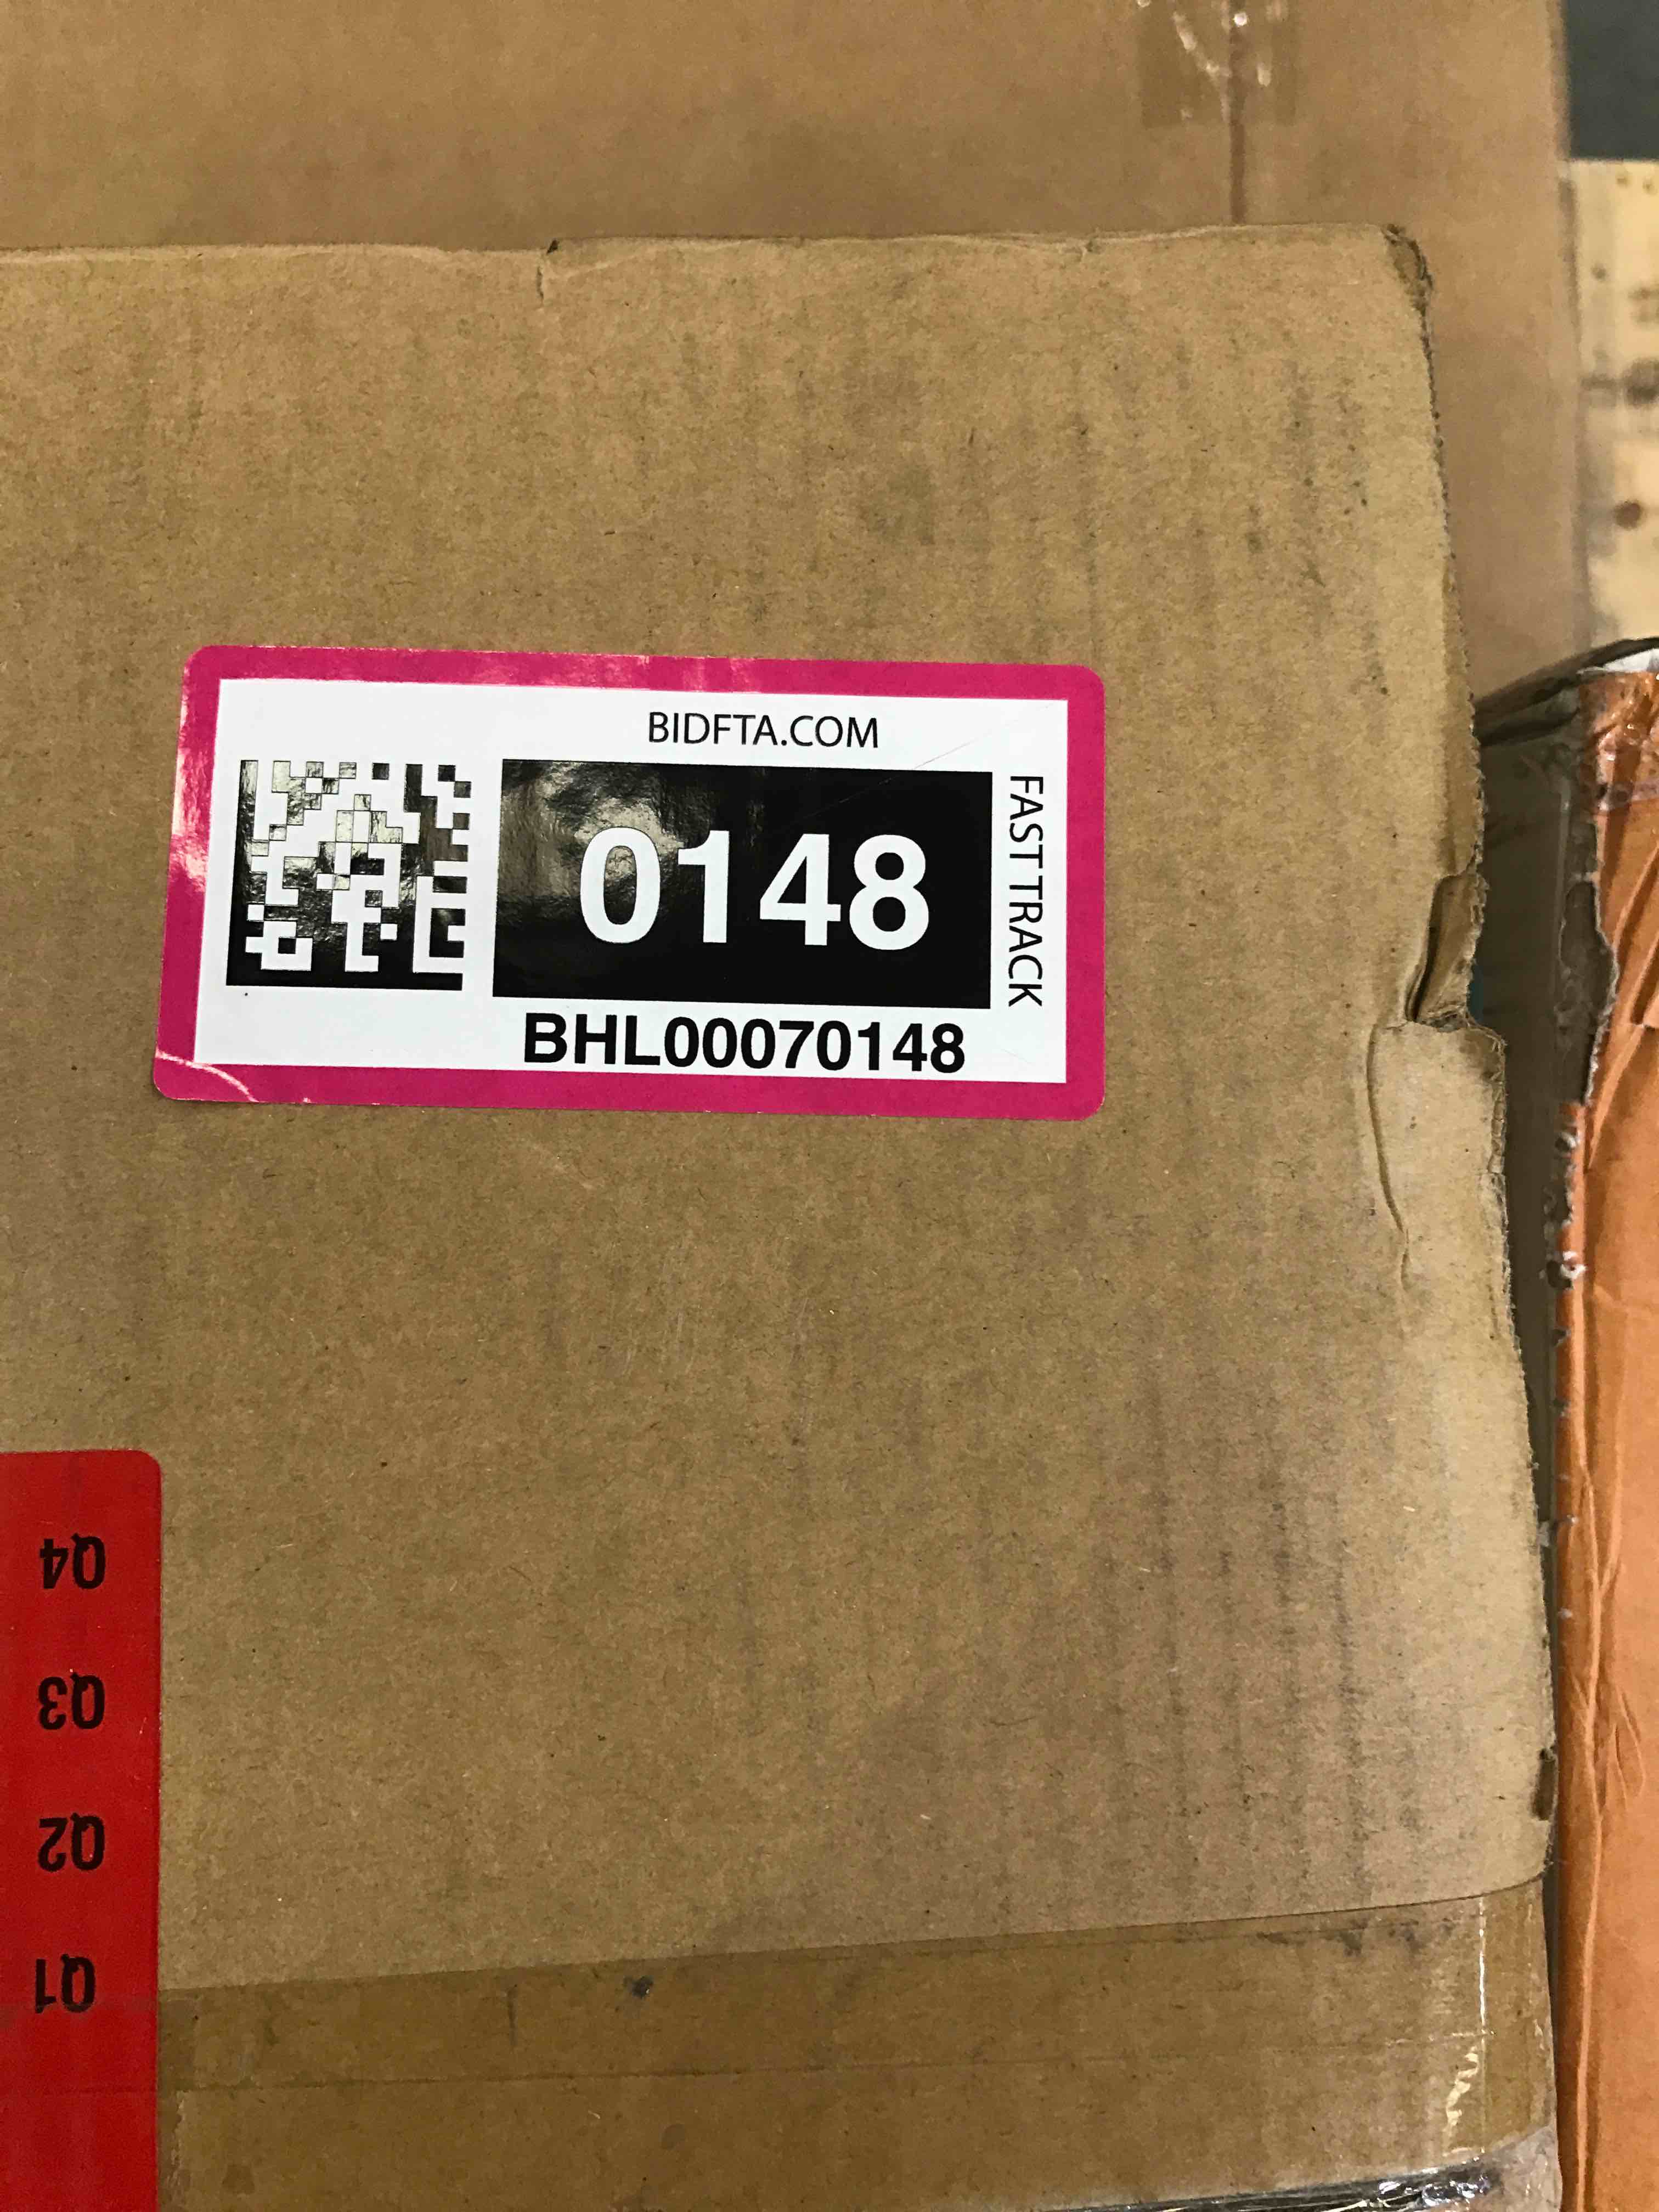 BIDFTA.COM
0148
FAST TRACK
BHL00070148
Q4
Q3
Q2
Q1